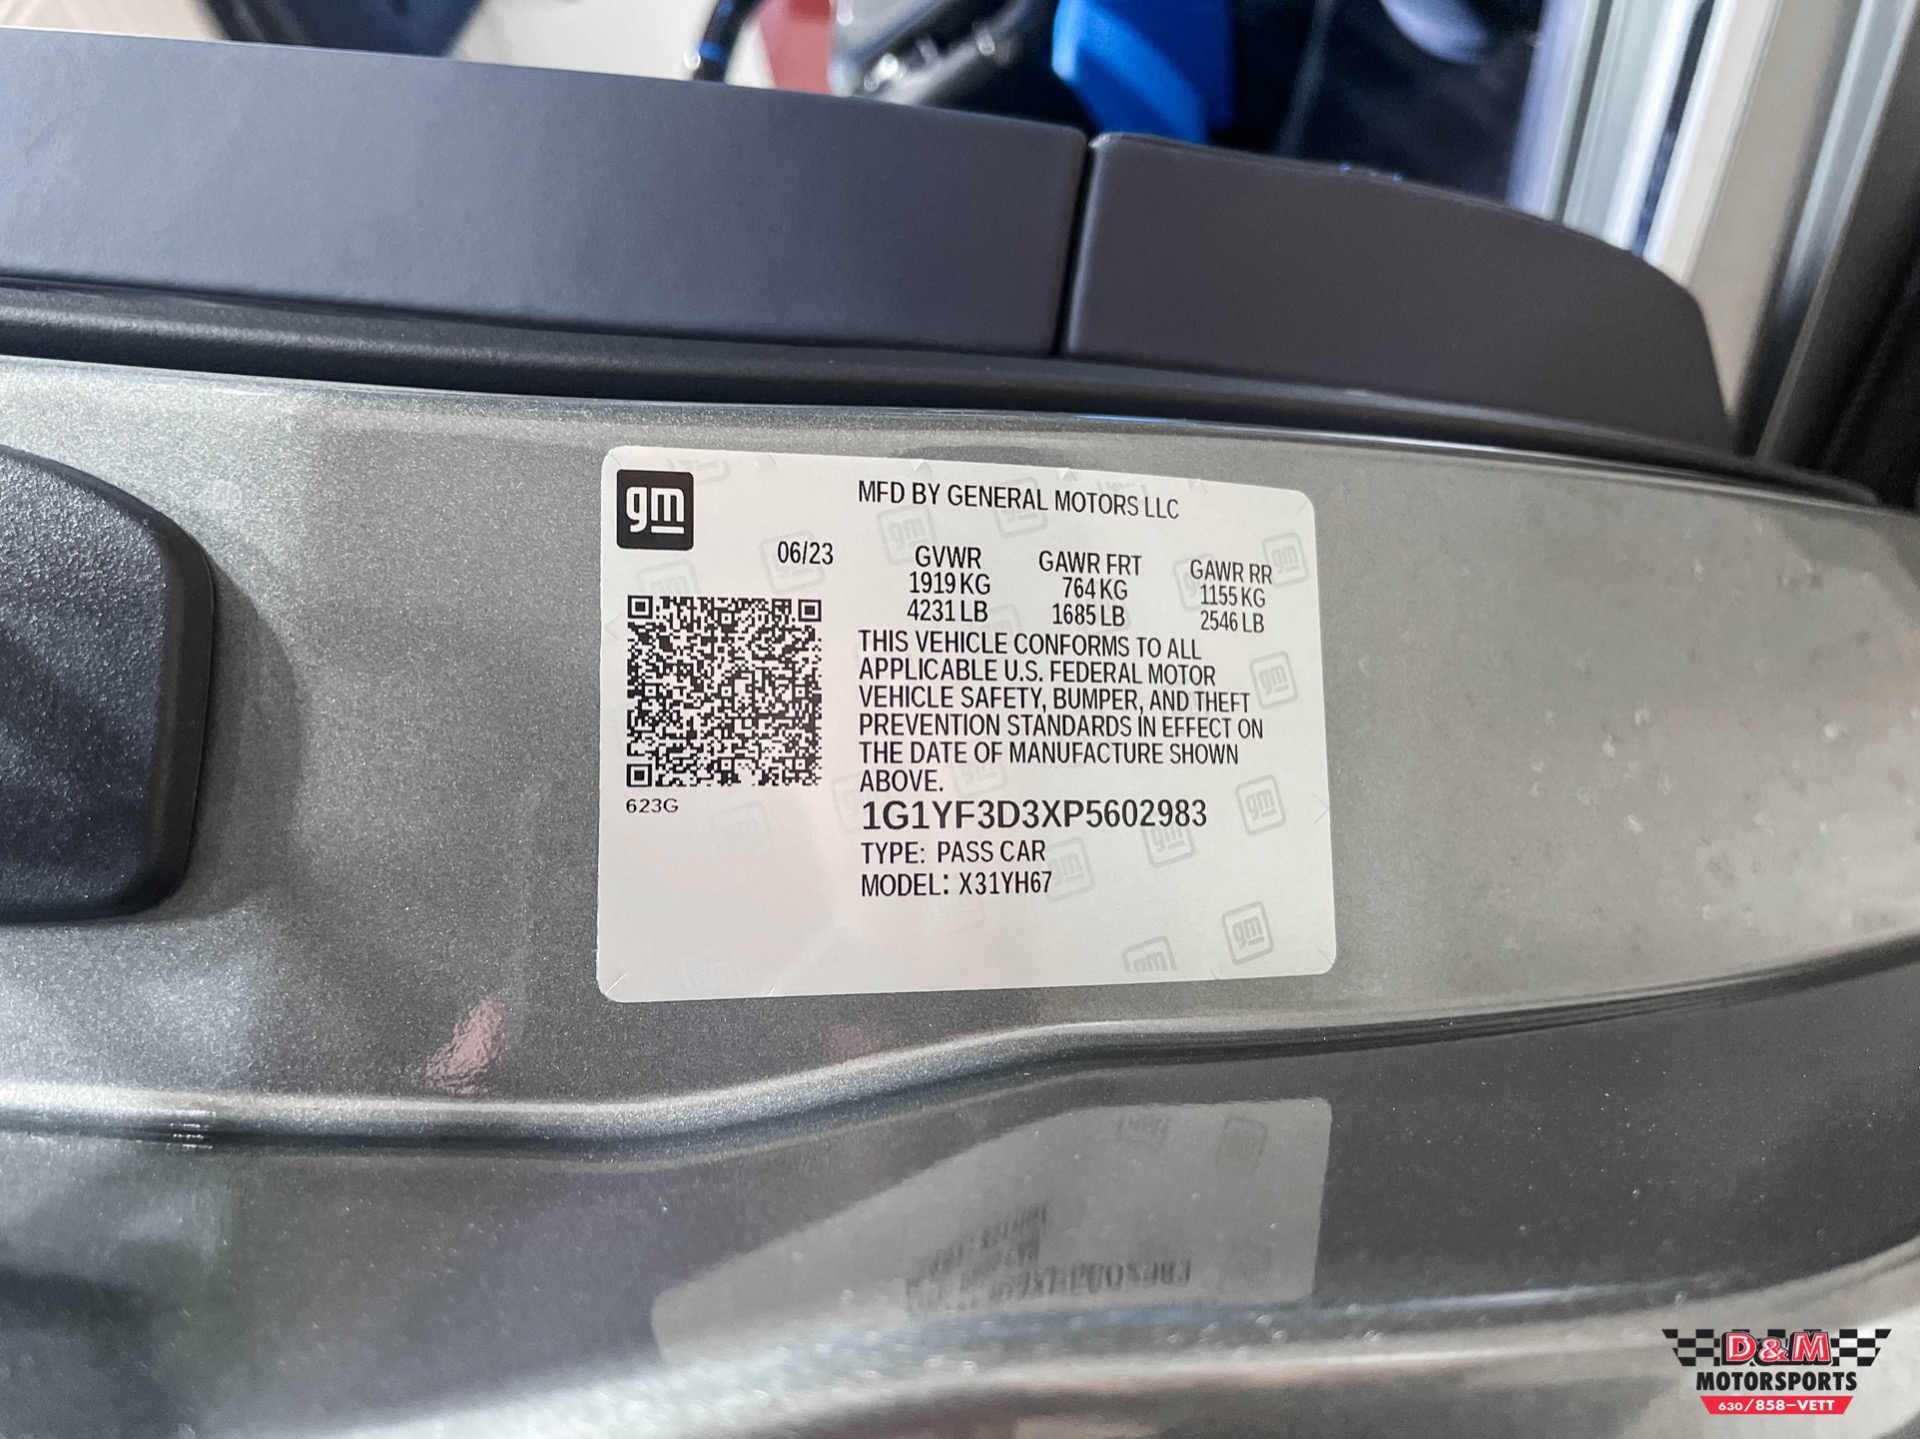 gm
MFD BY GENERAL MOTORS LLC
06/23 GVWR GAWR FRT GAWR RR
1919 KG 764 KG 1155 KG
4231 LB 1685 LB 2546 LB
THIS VEHICLE CONFORMS TO ALL
APPLICABLE U.S. FEDERAL MOTOR
VEHICLE SAFETY, BUMPER, AND THEFT
PREVENTION STANDARDS IN EFFECT ON
THE DATE OF MANUFACTURE SHOWN
ABOVE.
623G
1G1YF3D3XP5602983
TYPE: PASS CAR
MODEL: X31YH67
D&M
MOTORSPORTS
630/858-VETT